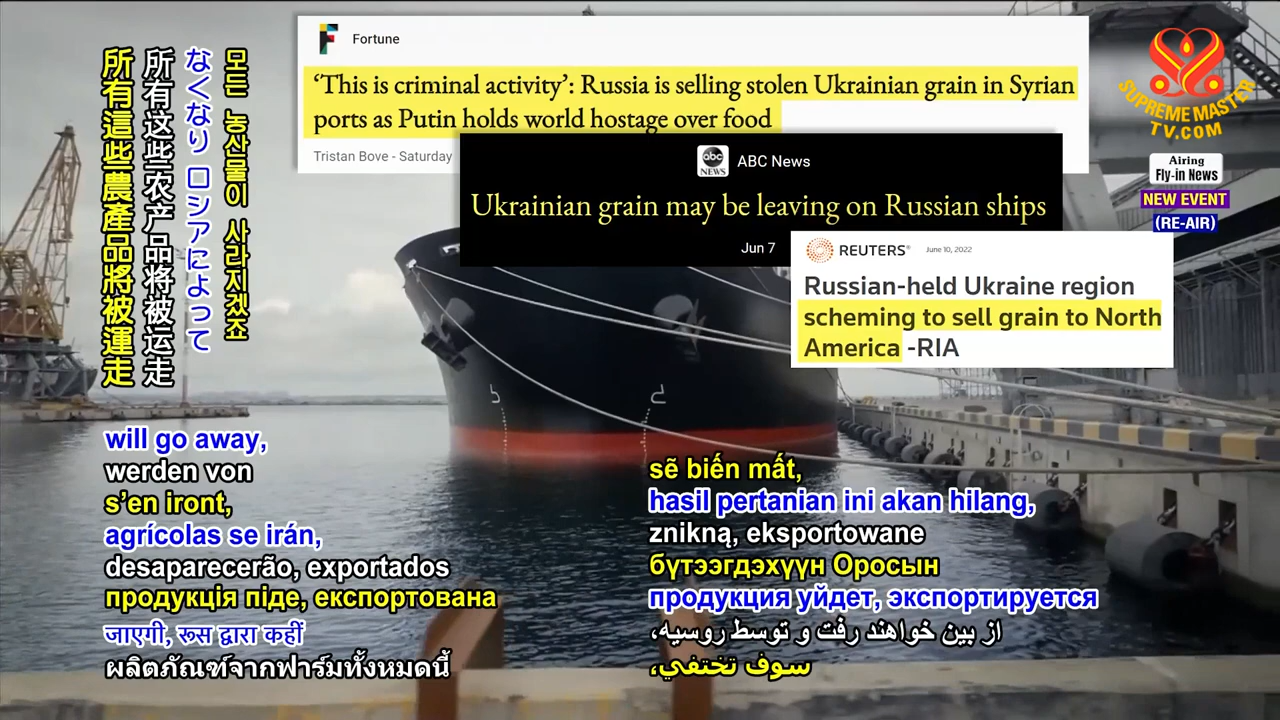 所有這些農產品將被運走
所有这些农产品将被运走
なくなり ロシアによって
모든 농산물이 사라지겠죠
Fortune
‘This is criminal activity’: Russia is selling stolen Ukrainian grain in Syrian
ports as Putin holds world hostage over food
Tristan Bove - Saturday
abc NEWS
ABC News
Ukrainian grain may be leaving on Russian ships
Jun 7
REUTERS®
June 10, 2022
Russian-held Ukraine region
scheming to sell grain to North
America -RIA
SUPREME MASTER
TV.COM
Airing
Fly-in News
NEW EVENT
(RE-AIR)
will go away,
werden von
s’en iront,
agrícolas se irán,
desaparecerão, exportados
продукція піде, експортована
जाएगी, रूस द्वारा कहीं
ผลิตภัณฑ์จากฟาร์มทั้งหมดนี้
sẽ biến mất,
hasil pertanian ini akan hilang,
znikną, eksportowane
бүтээгдэхүүн Оросын
продукция уйдет, экспортируется
از بین خواهند رفت و توسط روسیه،
سوف تختفي،